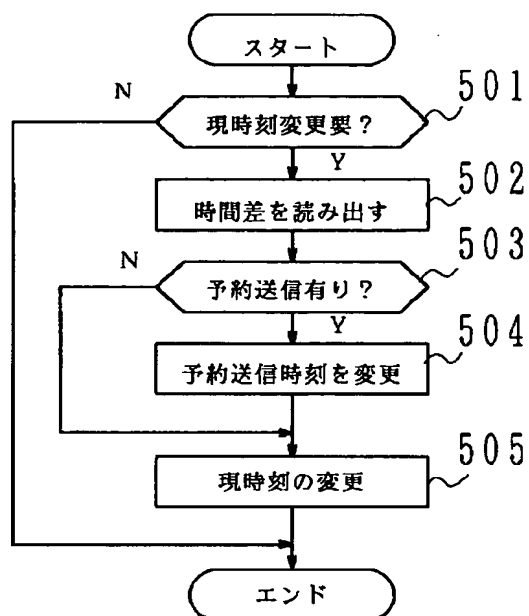 スタート
N
501
現時刻変更要?
Y
502
時間差を読み出す
503
N
予約送信有り?
Y
504
予約送信時刻を変更
505
現時刻の変更
エンド